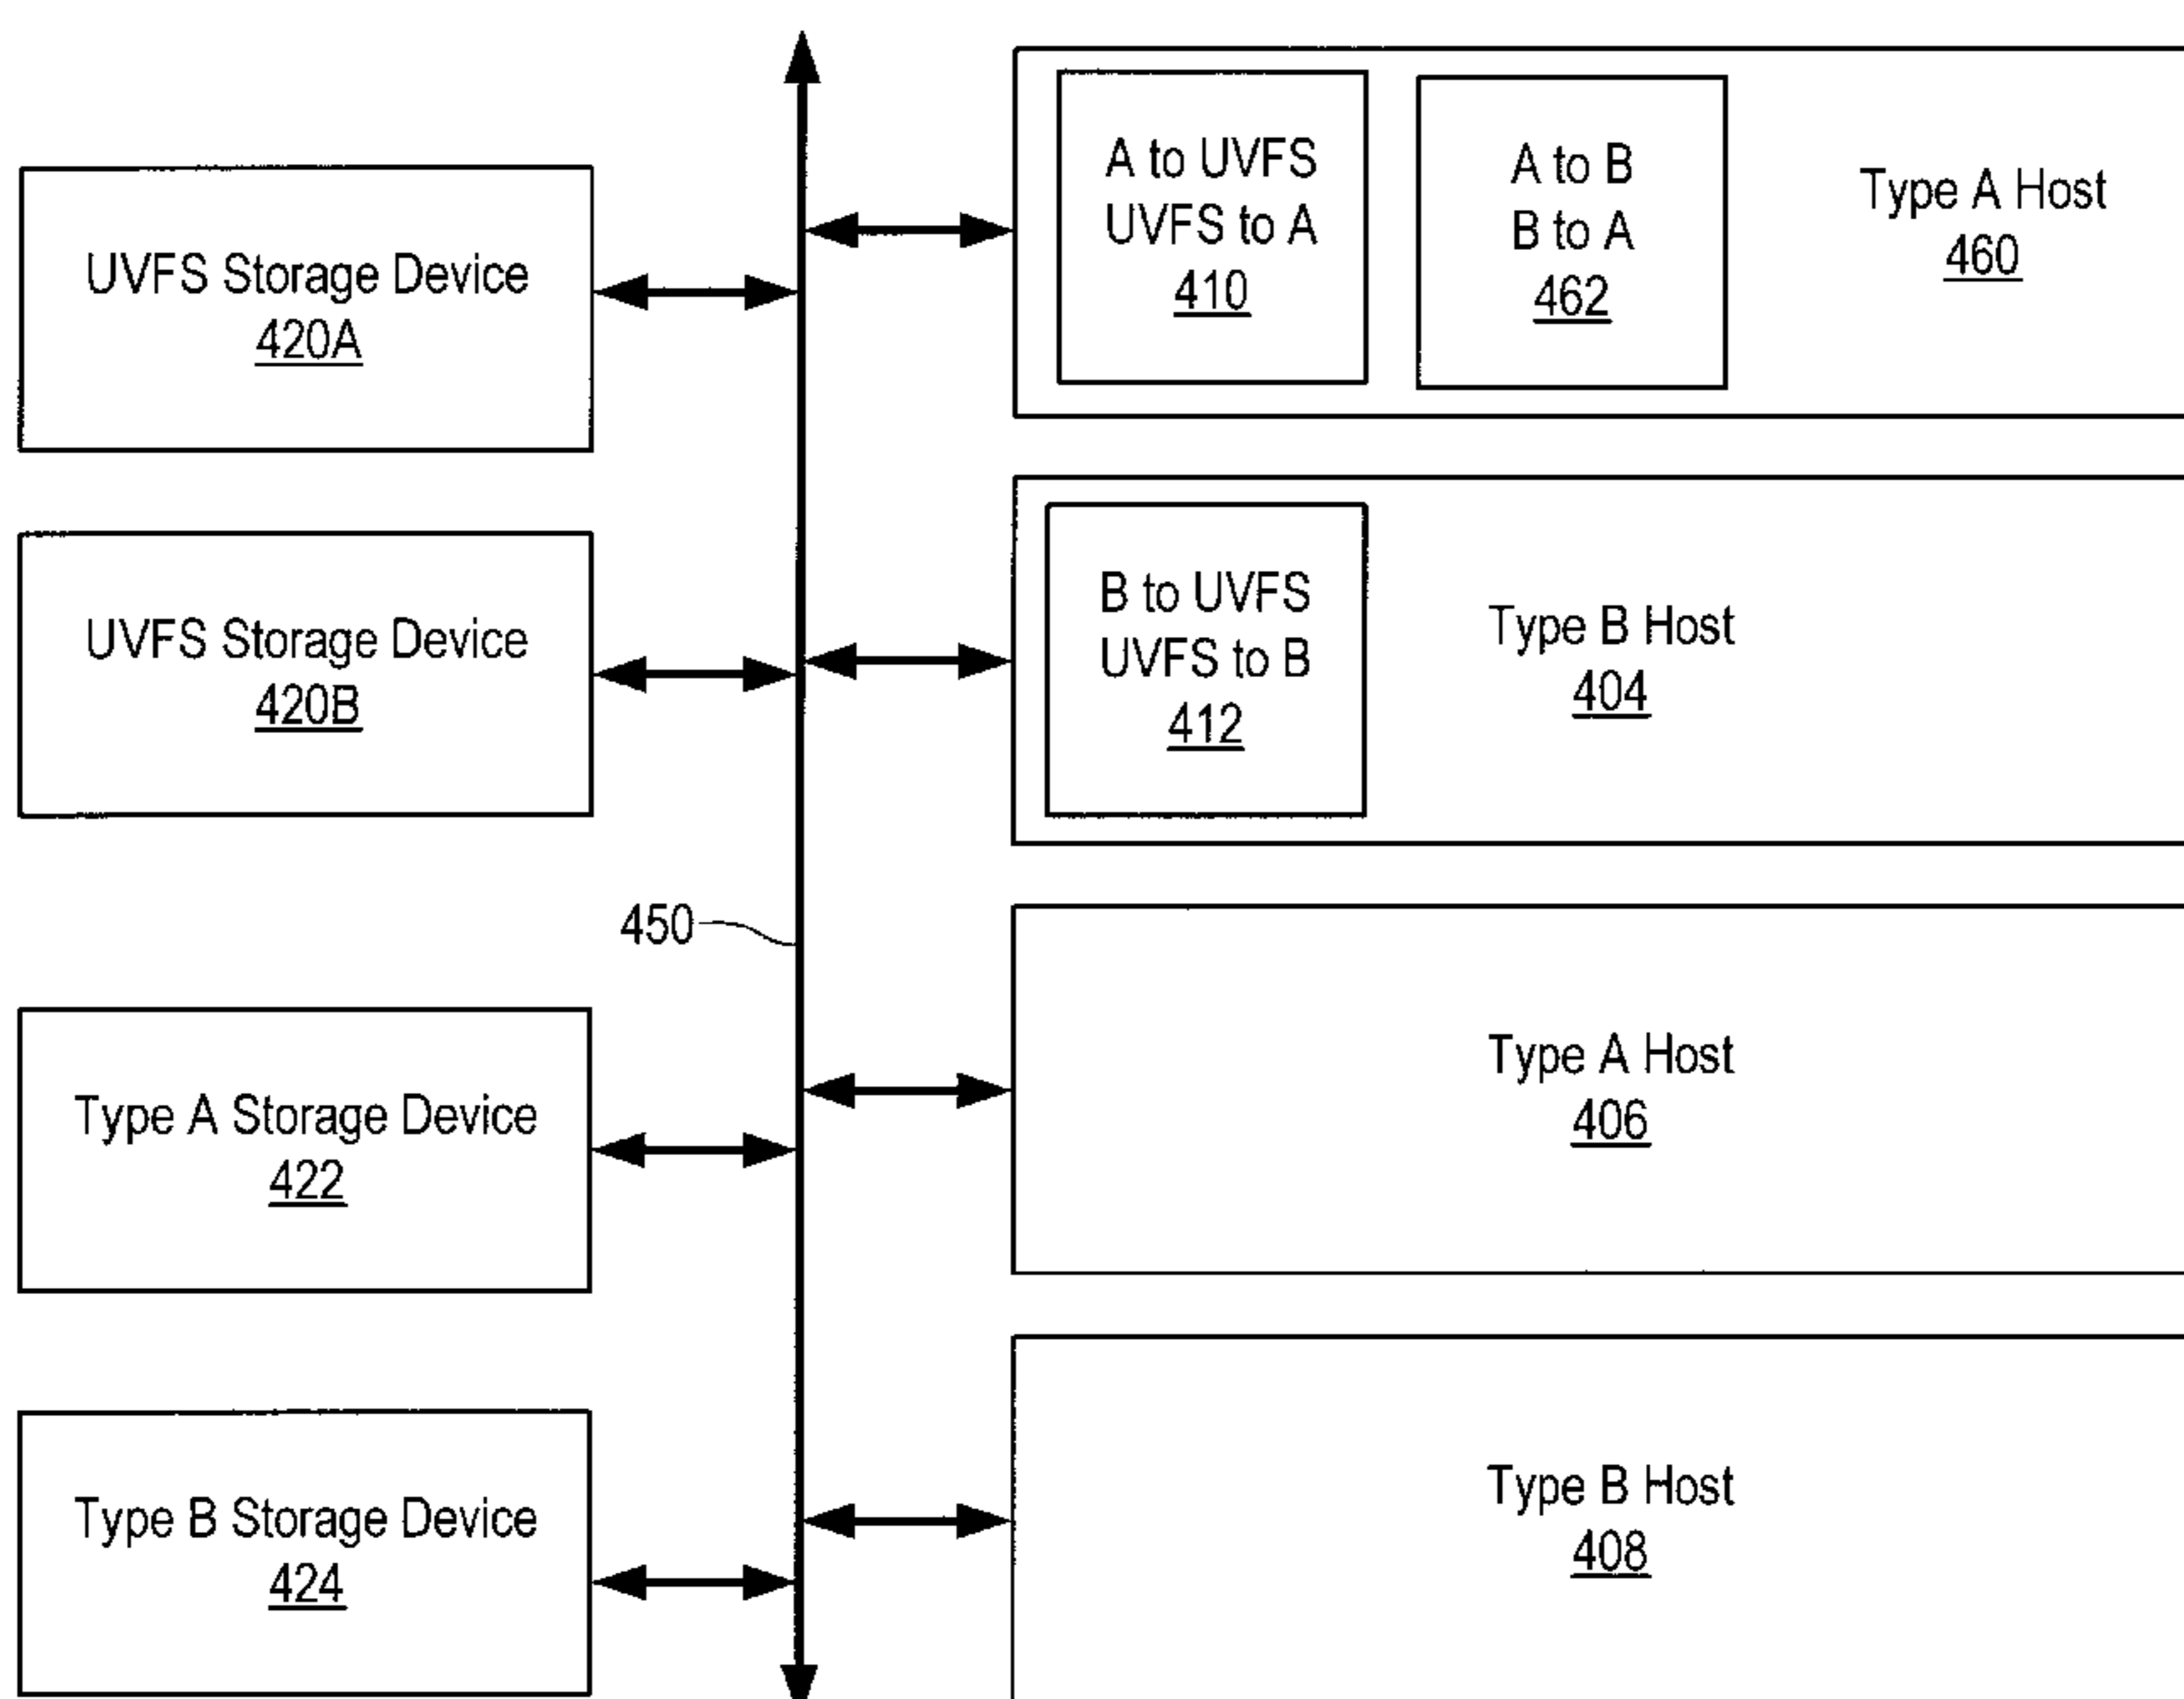 UVFS Storage Device
420A
UVFS Storage Device
420B
450
Type A Storage Device
422
Type B Storage Device
424
A to UVFS
UVFS to A
410
A to B
B to A
462
Type A Host
460
B to UVFS
UVFS to B
412
Type B Host
404
Type A Host
406
Type B Host
408